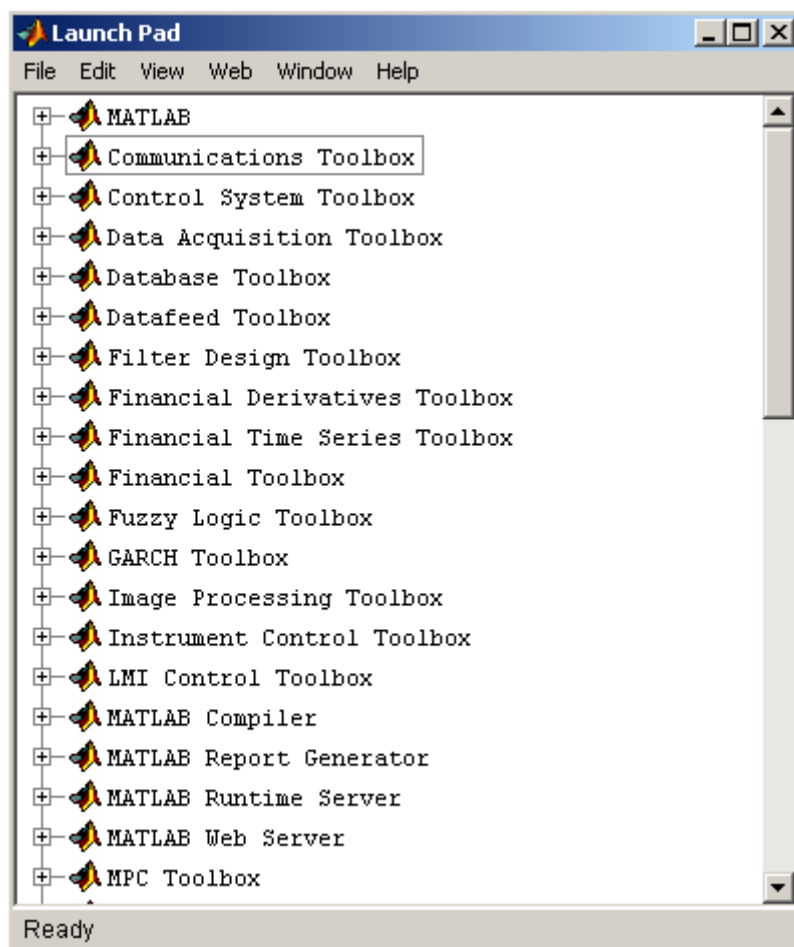 Launch Pad
File Edit View Web Window Help
MATLAB
Communications Toolbox
Control System Toolbox
Data Acquisition Toolbox
Database Toolbox
Datafeed Toolbox
Filter Design Toolbox
Financial Derivatives Toolbox
Financial Time Series Toolbox
Financial Toolbox
Fuzzy Logic Toolbox
GARCH Toolbox
Image Processing Toolbox
Instrument Control Toolbox
LMI Control Toolbox
MATLAB Compiler
MATLAB Report Generator
MATLAB Runtime Server
MATLAB Web Server
MPC Toolbox
Ready